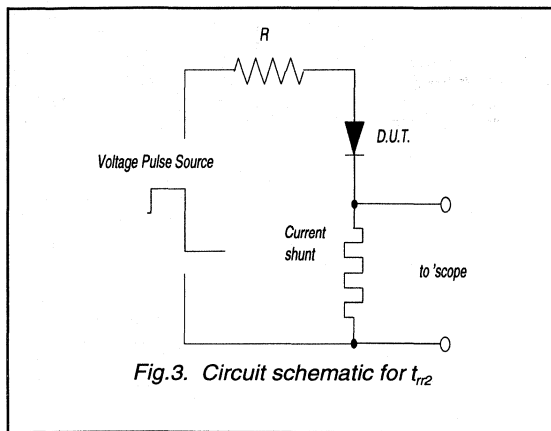 R
D.U.T.
Voltage Pulse Source
Current
shunt
to 'scope
Fig.3. Circuit schematic for trr2